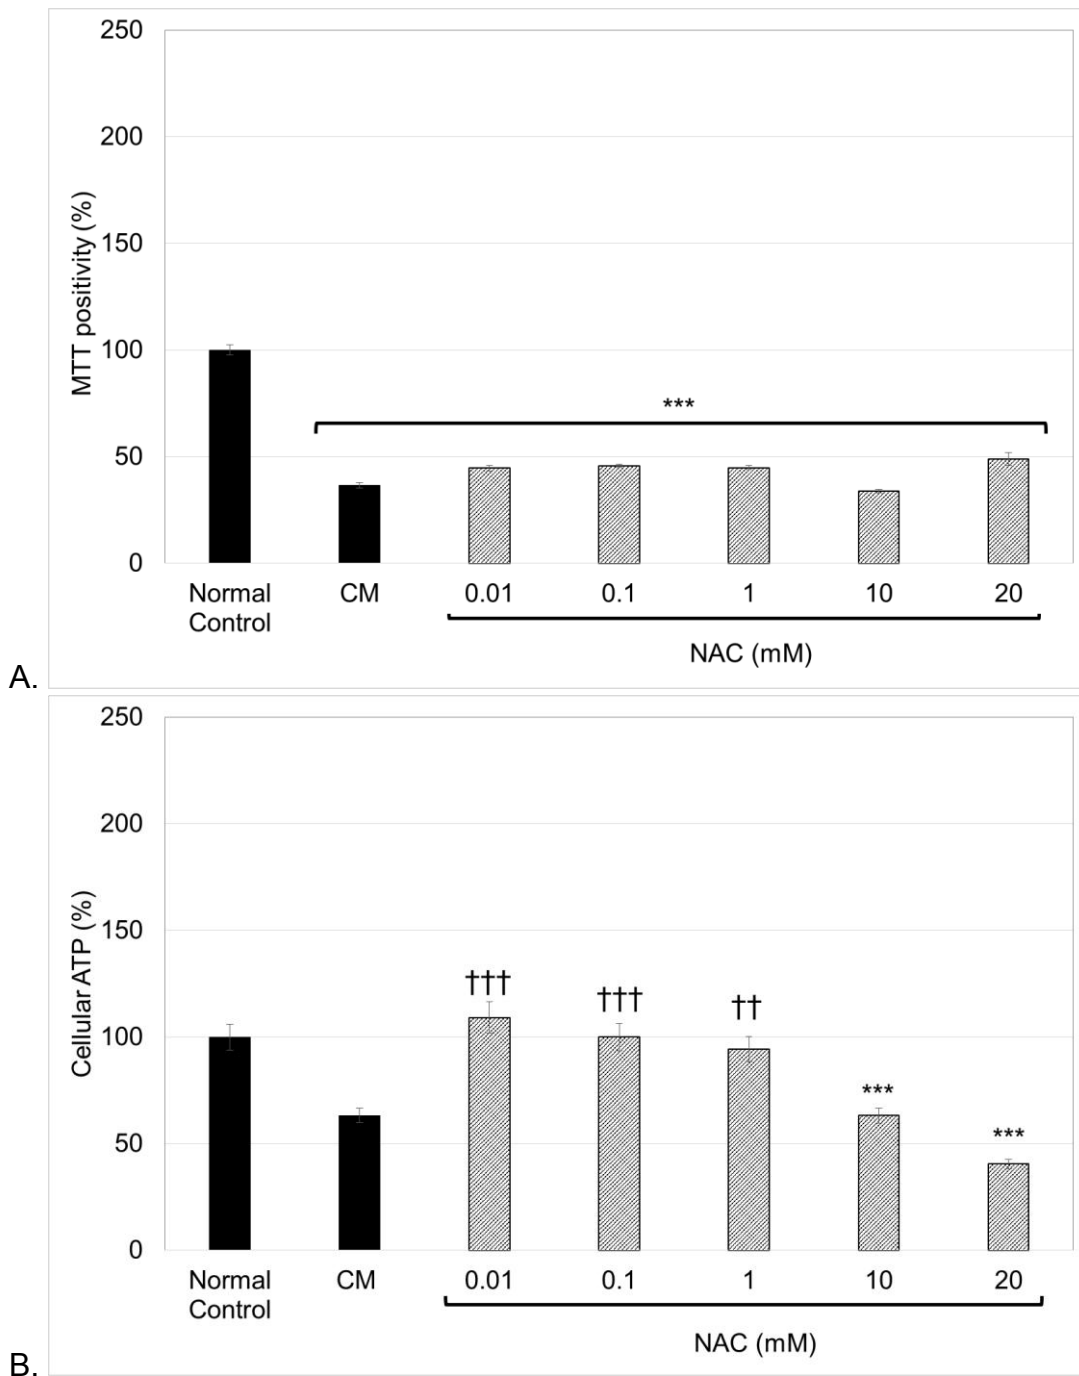 250
200
150
100
50
0
MTT positivity (%)
***
Normal Control
CM
0.01
0.1
1
10
20
NAC (mM)
A.
250
200
150
100
50
0
Cellular ATP (%)
†††
†††
††
***
***
Normal Control
CM
0.01
0.1
1
10
20
NAC (mM)
B.